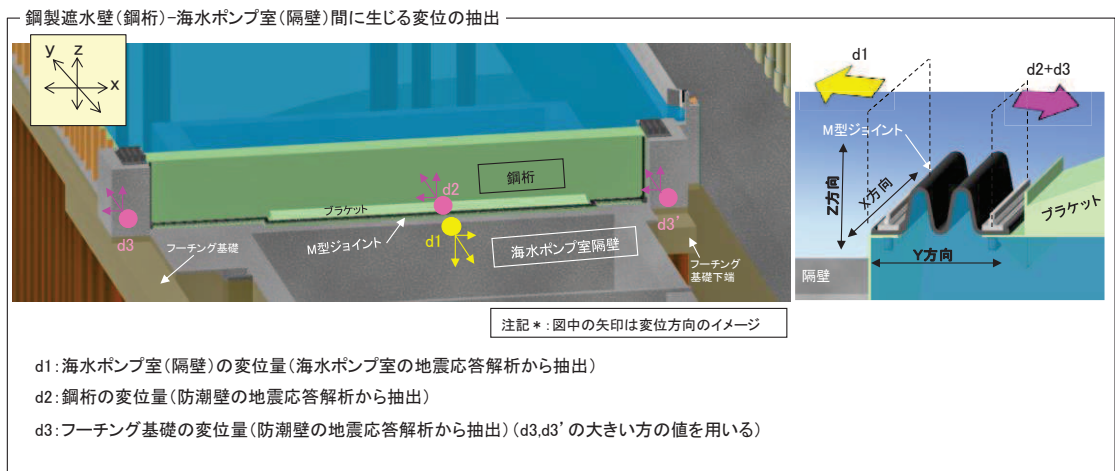 鋼製遮水壁(鋼桁)-海水ポンプ室(隔壁)間に生じる変位の抽出
y
z
x
鋼桁
d2
ブラケット
d1
d3
d3'
フーチング基礎
M型ジョイント
海水ポンプ室隔壁
フーチング
基礎下端
注記*:図中の矢印は変位方向のイメージ
d1
d2+d3
M型ジョイント
Z方向
X方向
Y方向
ブラケット
隔壁
d1:海水ポンプ室(隔壁)の変位量(海水ポンプ室の地震応答解析から抽出)
d2:鋼桁の変位量(防潮壁の地震応答解析から抽出)
d3:フーチング基礎の変位量(防潮壁の地震応答解析から抽出)(d3,d3'の大きい方の値を用いる)